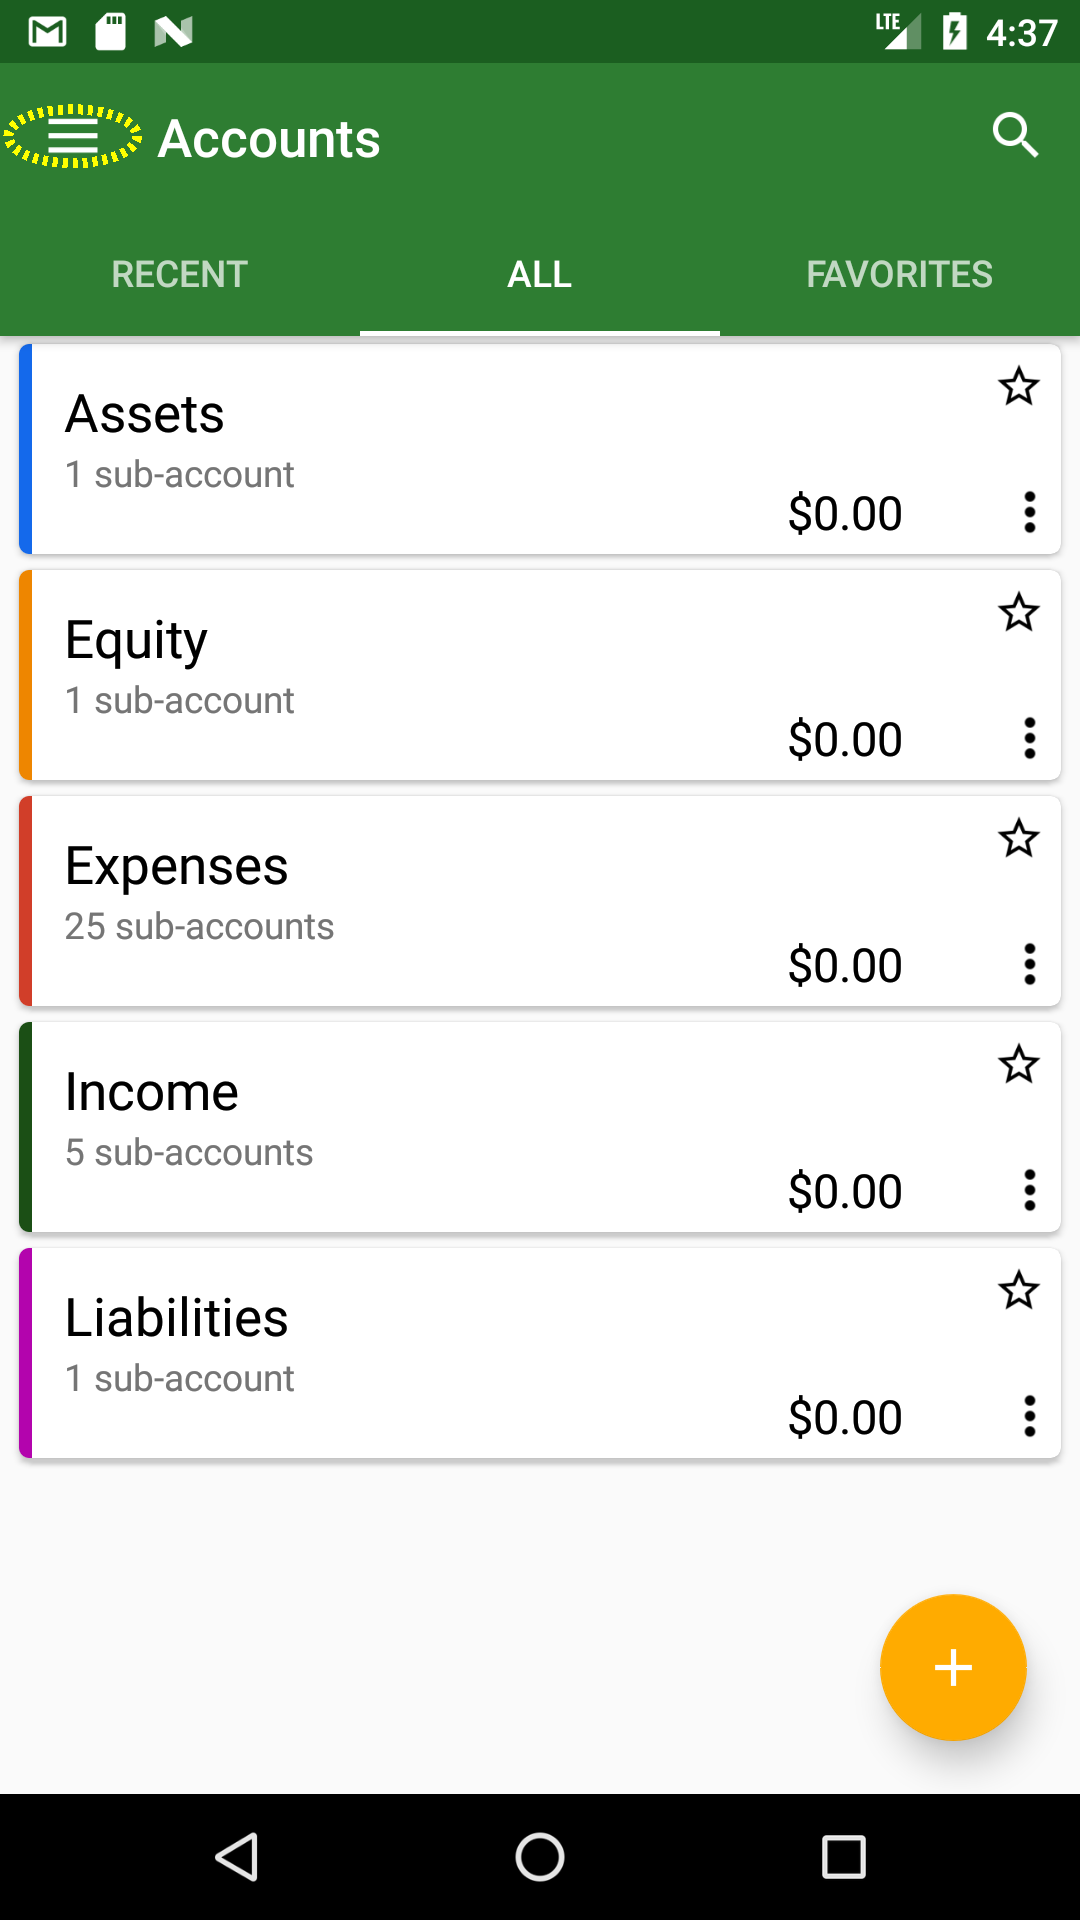 LTE 4:37
Accounts
RECENT ALL FAVORITES
Assets
1 sub-account
$0.00
Equity
1 sub-account
$0.00
Expenses
25 sub-accounts
$0.00
Income
5 sub-accounts
$0.00
Liabilities
1 sub-account
$0.00